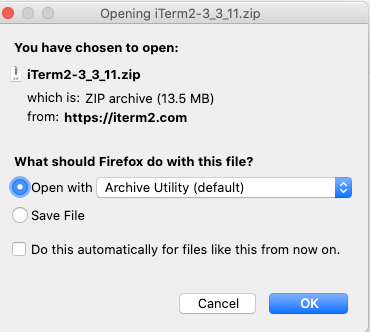 Opening iTerm2-3_3_11.zip
You have chosen to open:
iTerm2-3_3_11.zip
which is: ZIP archive (13.5 MB)
from: https://iterm2.com
What should Firefox do with this file?
Open with Archive Utility (default)
Save File
Do this automatically for files like this from now on.
Cancel OK